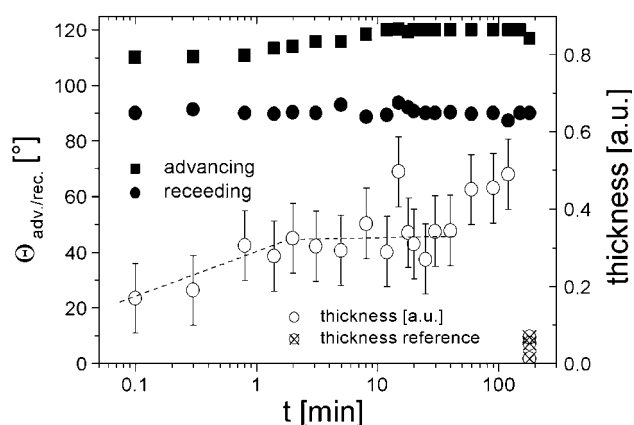 120
100
80
60
40
20
0
Θ adv./rec. [°]
0.8
0.6
0.4
0.2
0.0
thickness [a.u.]
advancing
receeding
thickness [a.u.]
thickness reference
0.1
1
10
100
t [min]